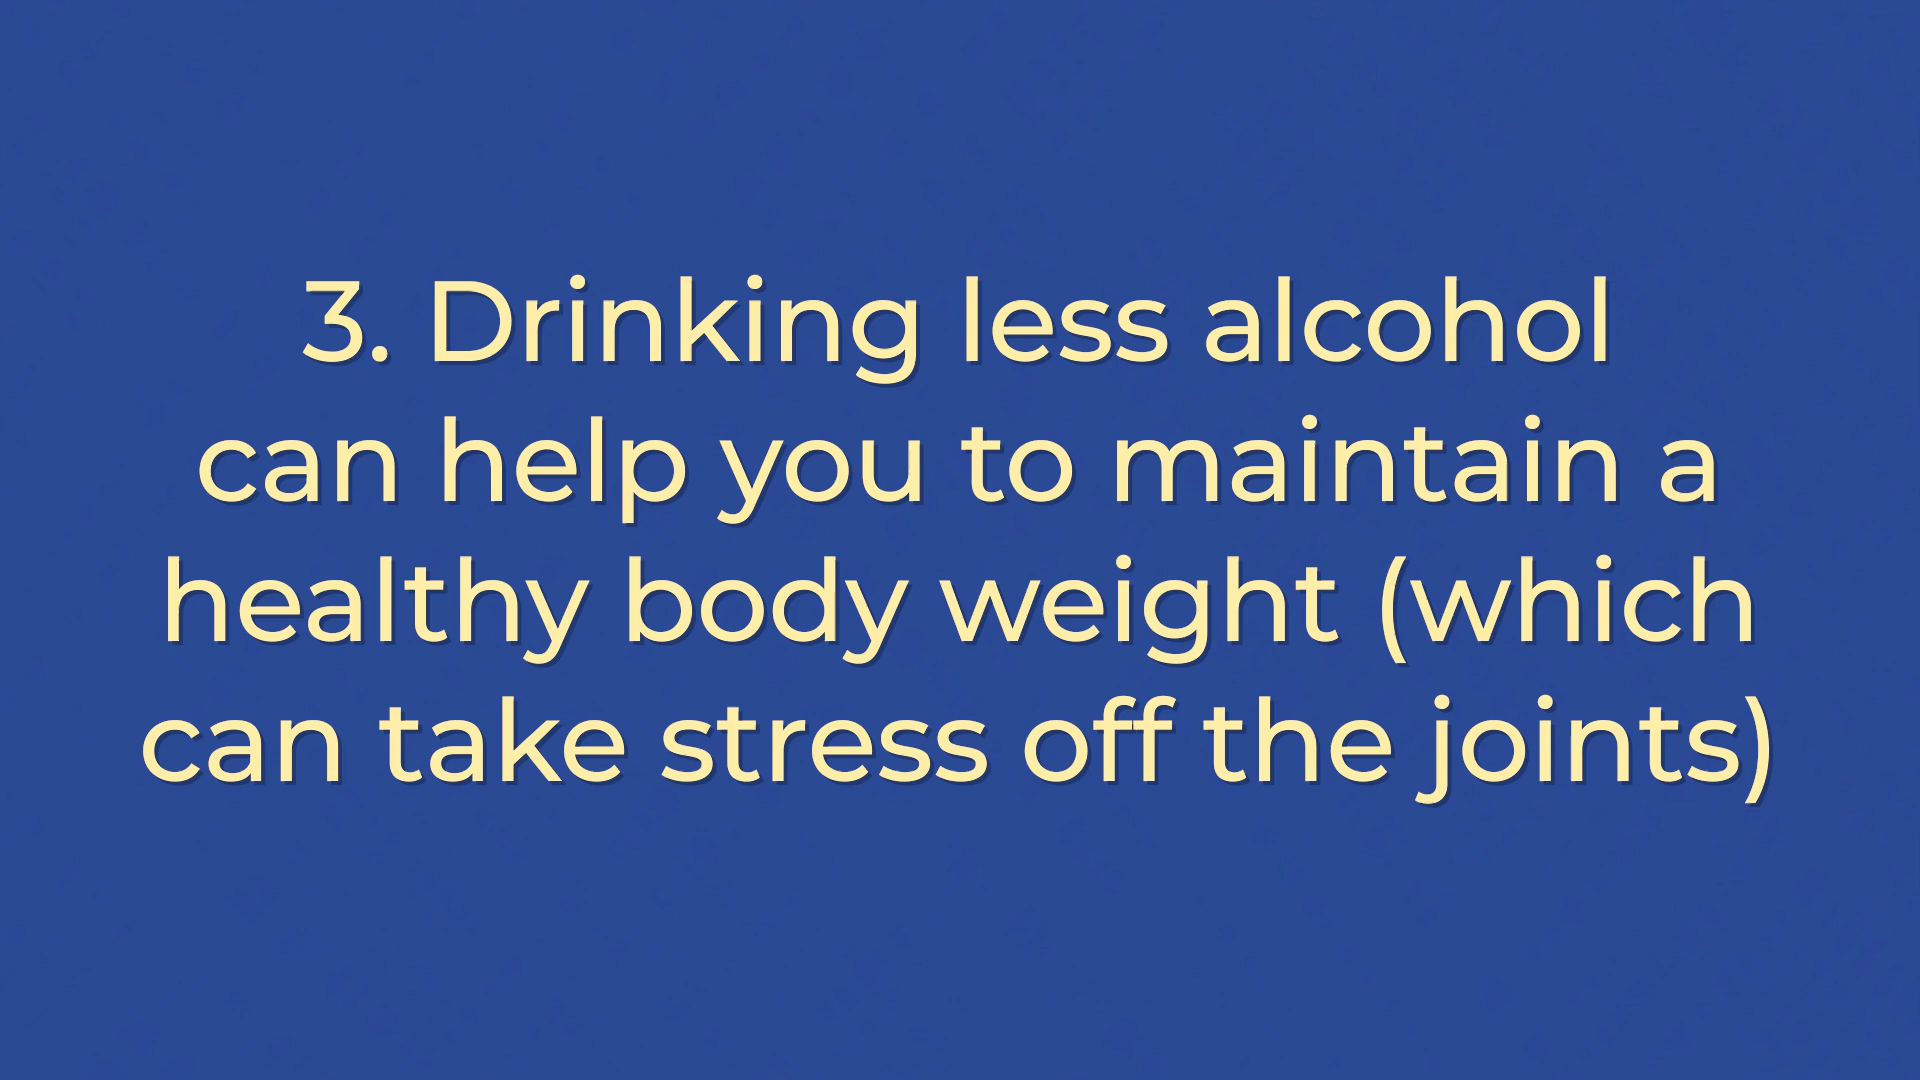 3. Drinking less alcohol
can help you to maintain a
healthy body weight (which
can take stress off the joints)